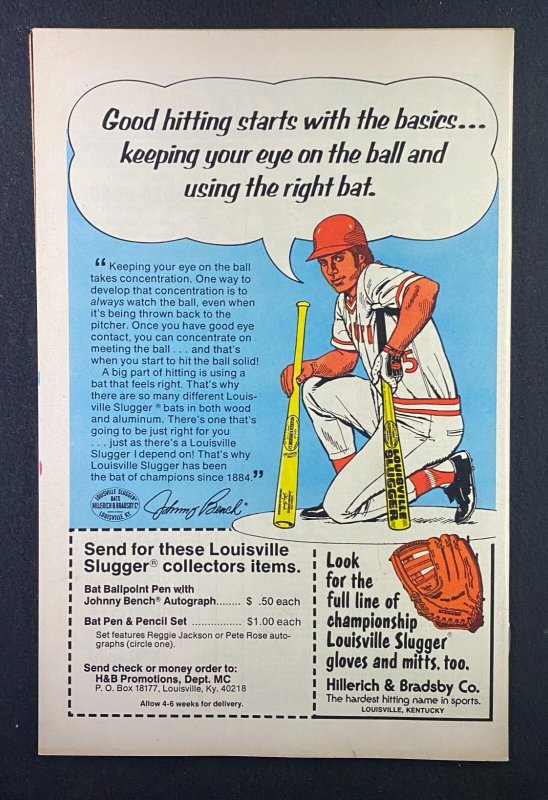 Good hitting starts with the basics...
keeping your eye on the ball and
using the right bat.
“Keeping your eye on the ball
takes concentration. One way to
develop that concentration is to
always watch the ball, even when
it's being thrown back to the
pitcher. Once you have good eye
contact, you can concentrate on
meeting the ball . . . and that's
when you start to hit the ball solid!
A big part of hitting is using a
bat that feels right. That's why
there are so many different Louis-
ville Slugger® bats in both wood
and aluminum. There's one that's
going to be just right for you
. . . just as there's a Louisville
Slugger I depend on! That's why
Louisville Slugger has been
the bat of champions since 1884.”
LOUISVILLE SLUGGER®
BATS
HILLERICH & BRADSBY Co
LOUISVILLE, KY.
Johnny Bench
5
LOUISVILLE
SLUGGER
Send for these Louisville
Slugger® collectors items.
Bat Ballpoint Pen with
Johnny Bench Autograph........ $ .50 each
Bat Pen & Pencil Set ............... $1.00 each
Set features Reggie Jackson or Pete Rose auto-
graphs (circle one).
Send check or money order to:
H&B Promotions, Dept. MC
P. O. Box 18177, Louisville, Ky. 40218
Allow 4-6 weeks for delivery.
Look
for the
full line of
championship
Louisville Slugger®
gloves and mitts, too.
Hillerich & Bradsby Co.
The hardest hitting name in sports.
LOUISVILLE, KENTUCKY